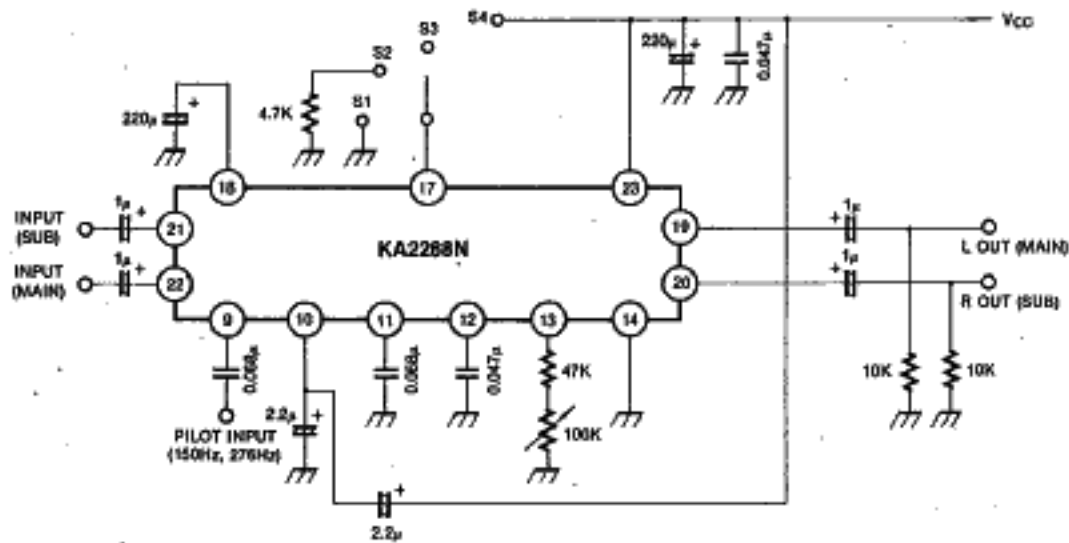 S4
VCC
S3
S2
S1
220μ +
4.7K
220μ +
0.047μ
18
17
23
INPUT
(SUB)
1μ +
21
KA2268N
19
+ 1μ
L OUT (MAIN)
INPUT
(MAIN)
1μ +
22
20
+ 1μ
R OUT (SUB)
9
10
11
12
13
14
0.068μ
0.068μ
0.047μ
47K
10K
10K
2.2μ +
100K
PILOT INPUT
(150Hz, 276Hz)
+
2.2μ